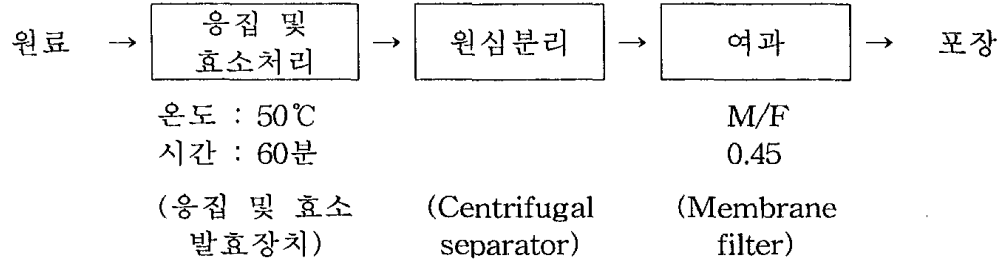 원료 → 응집 및 효소처리 → 원심분리 → 여과 → 포장
온도 : 50℃ M/F
시간 : 60분 0.45
(응집 및 효소 (Centrifugal (Membrane
발효장치) separator) filter)